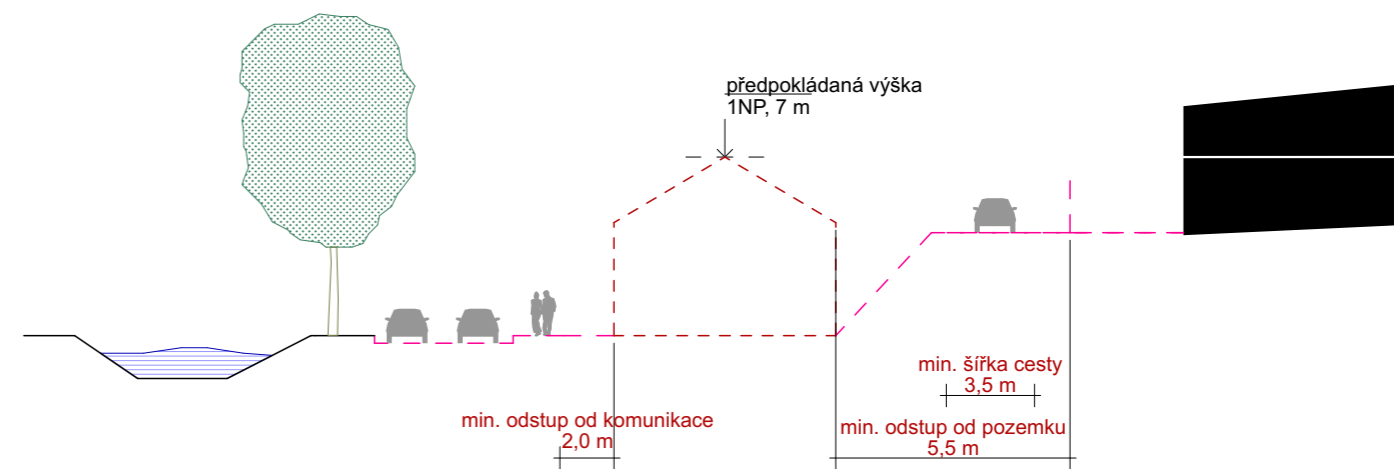 předpokládaná výška
1NP, 7 m
min. šířka cesty
3,5 m
min. odstup od komunikace
2,0 m
min. odstup od pozemku
5,5 m